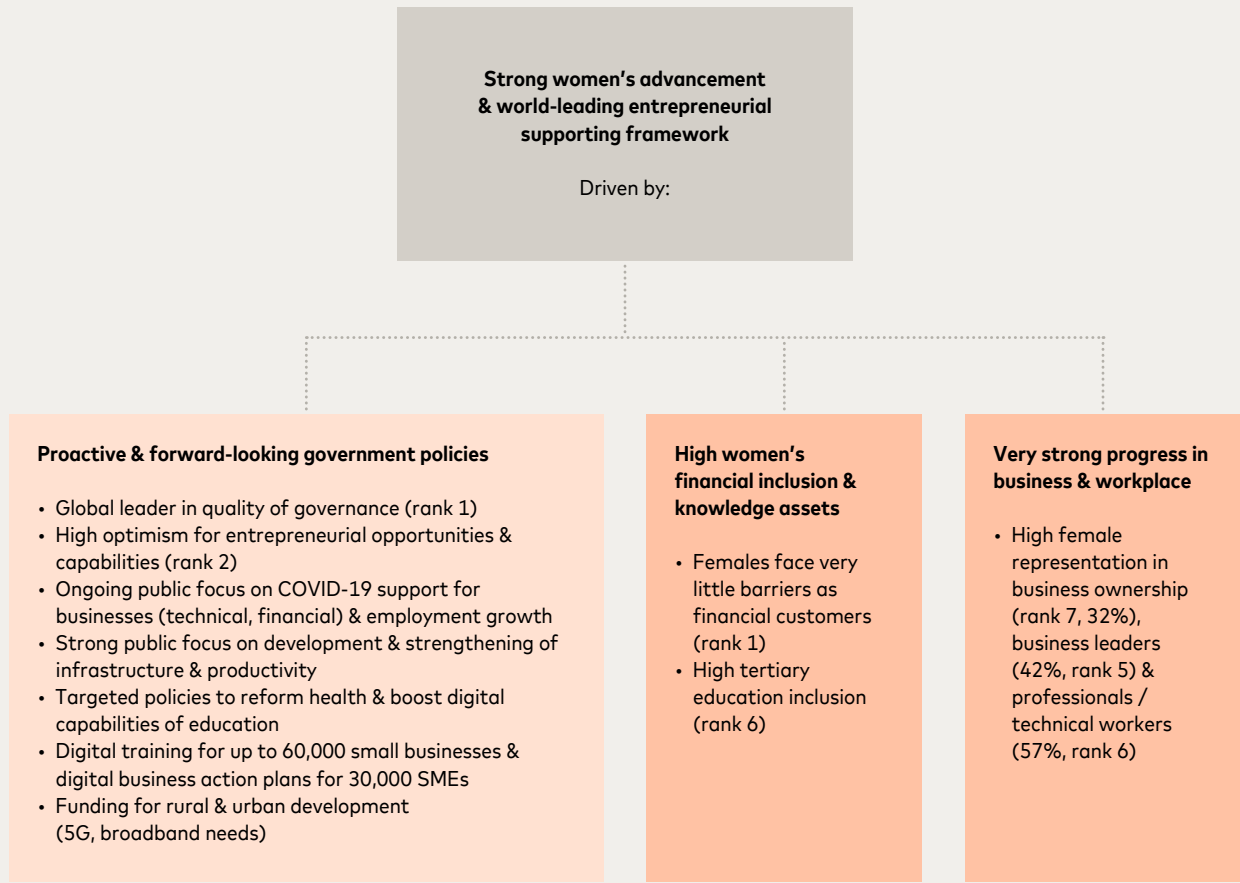 Strong women's advancement
& world-leading entrepreneurial
supporting framework
Driven by:
Proactive & forward-looking government policies
• Global leader in quality of governance (rank 1)
• High optimism for entrepreneurial opportunities &
capabilities (rank 2)
• Ongoing public focus on COVID-19 support for
businesses (technical, financial) & employment growth
• Strong public focus on development & strengthening of
infrastructure & productivity
• Targeted policies to reform health & boost digital
capabilities of education
• Digital training for up to 60,000 small businesses &
digital business action plans for 30,000 SMEs
• Funding for rural & urban development
(5G, broadband needs)
High women's
financial inclusion &
knowledge assets
• Females face very
little barriers as
financial customers
(rank 1)
• High tertiary
education inclusion
(rank 6)
Very strong progress in
business & workplace
• High female
representation in
business ownership
(rank 7, 32%),
business leaders
(42%, rank 5) &
professionals /
technical workers
(57%, rank 6)